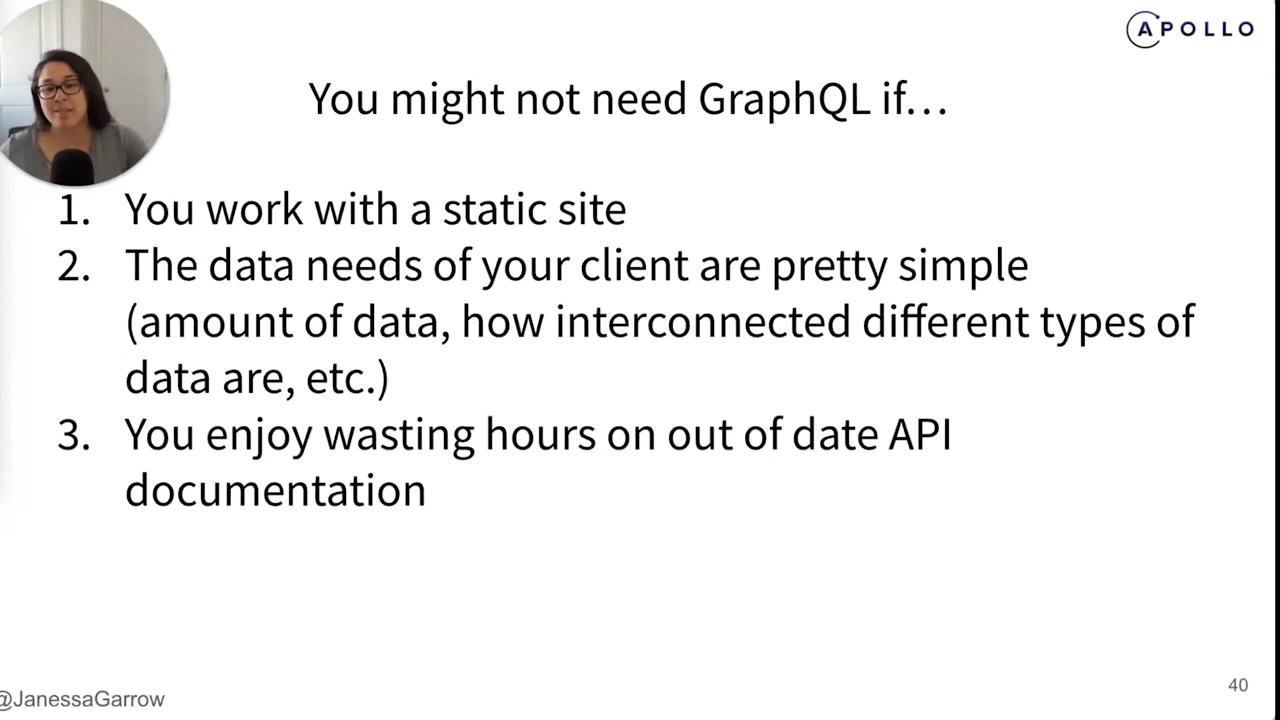 APOLLO
You might not need GraphQL if…
1. You work with a static site
2. The data needs of your client are pretty simple
(amount of data, how interconnected different types of
data are, etc.)
3. You enjoy wasting hours on out of date API
documentation
@JanessaGarrow
40